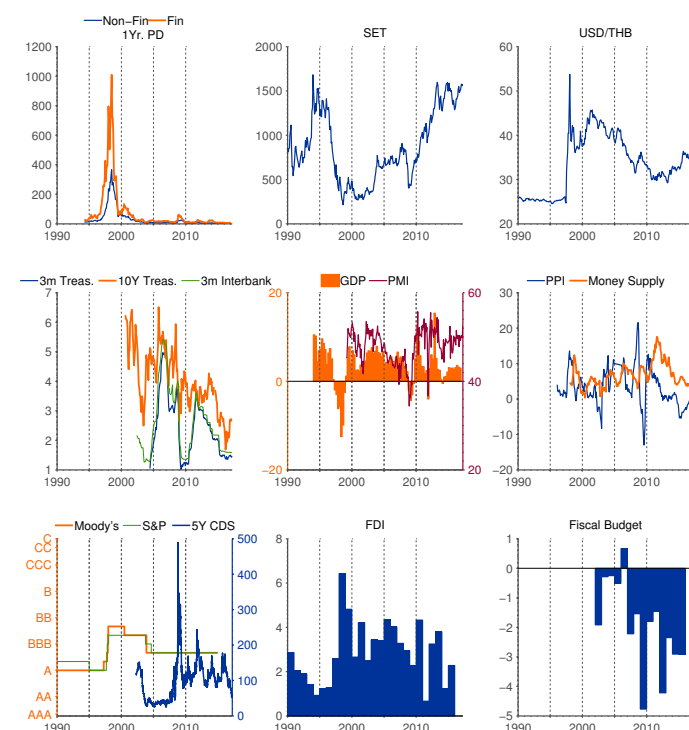 Non−Fin Fin
1Yr. PD
SET
USD/THB
1200
1000
800
600
400
200
0
1990 2000 2010
2000
1500
1000
500
0
1990 2000 2010
60
50
40
30
20
1990 2000 2010
3m Treas. 10Y Treas. 3m Interbank
GDP PMI
PPI Money Supply
7
6
5
4
3
2
1
1990 2000 2010
20
0
−20
60
40
20
1990 2000 2010
30
20
10
0
−10
−20
1990 2000 2010
Moody's S&P 5Y CDS
FDI
Fiscal Budget
C
CC
CCC
B
BB
BBB
A
AA
AAA
500
400
300
200
100
0
1990 2000 2010
8
6
4
2
0
1990 2000 2010
1
0
−1
−2
−3
−4
−5
1990 2000 2010